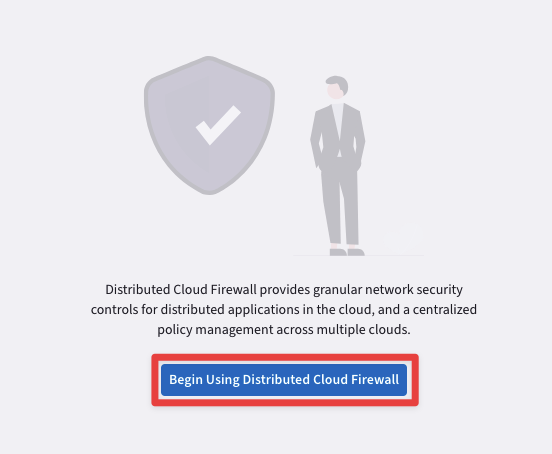 Distributed Cloud Firewall provides granular network security
controls for distributed applications in the cloud, and a centralized
policy management across multiple clouds.
Begin Using Distributed Cloud Firewall